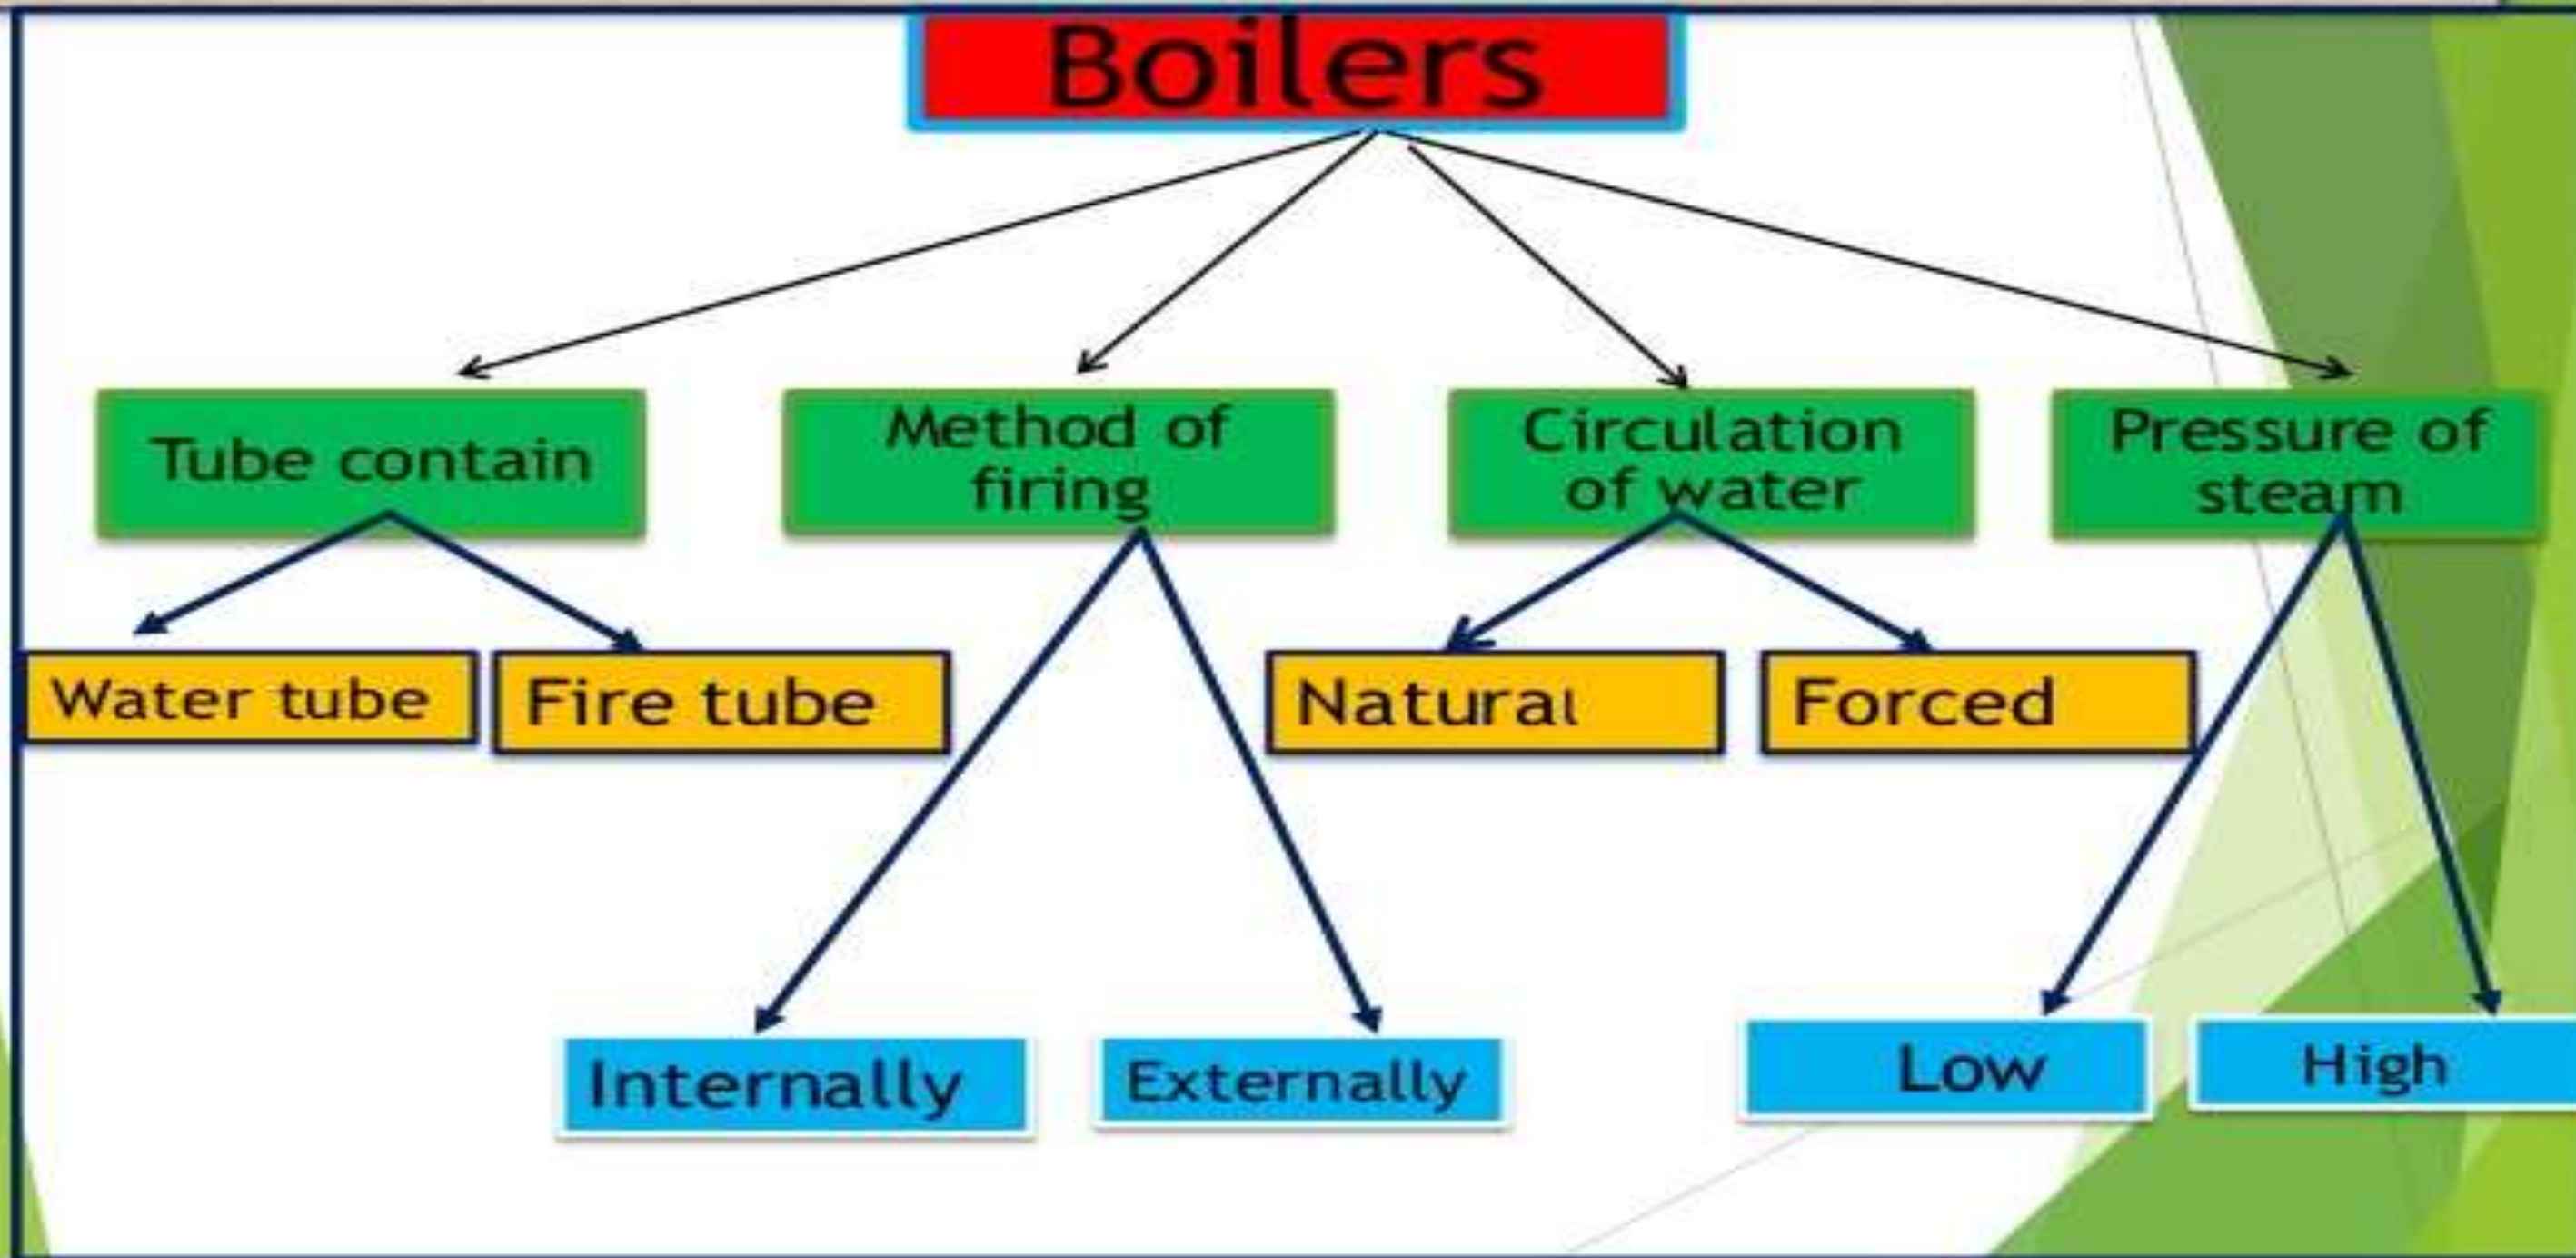 Boilers
Tube contain
Method of
firing
Circulation
of water
Pressure of
steam
Water tube
Fire tube
Natural
Forced
Internally
Externally
Low
High